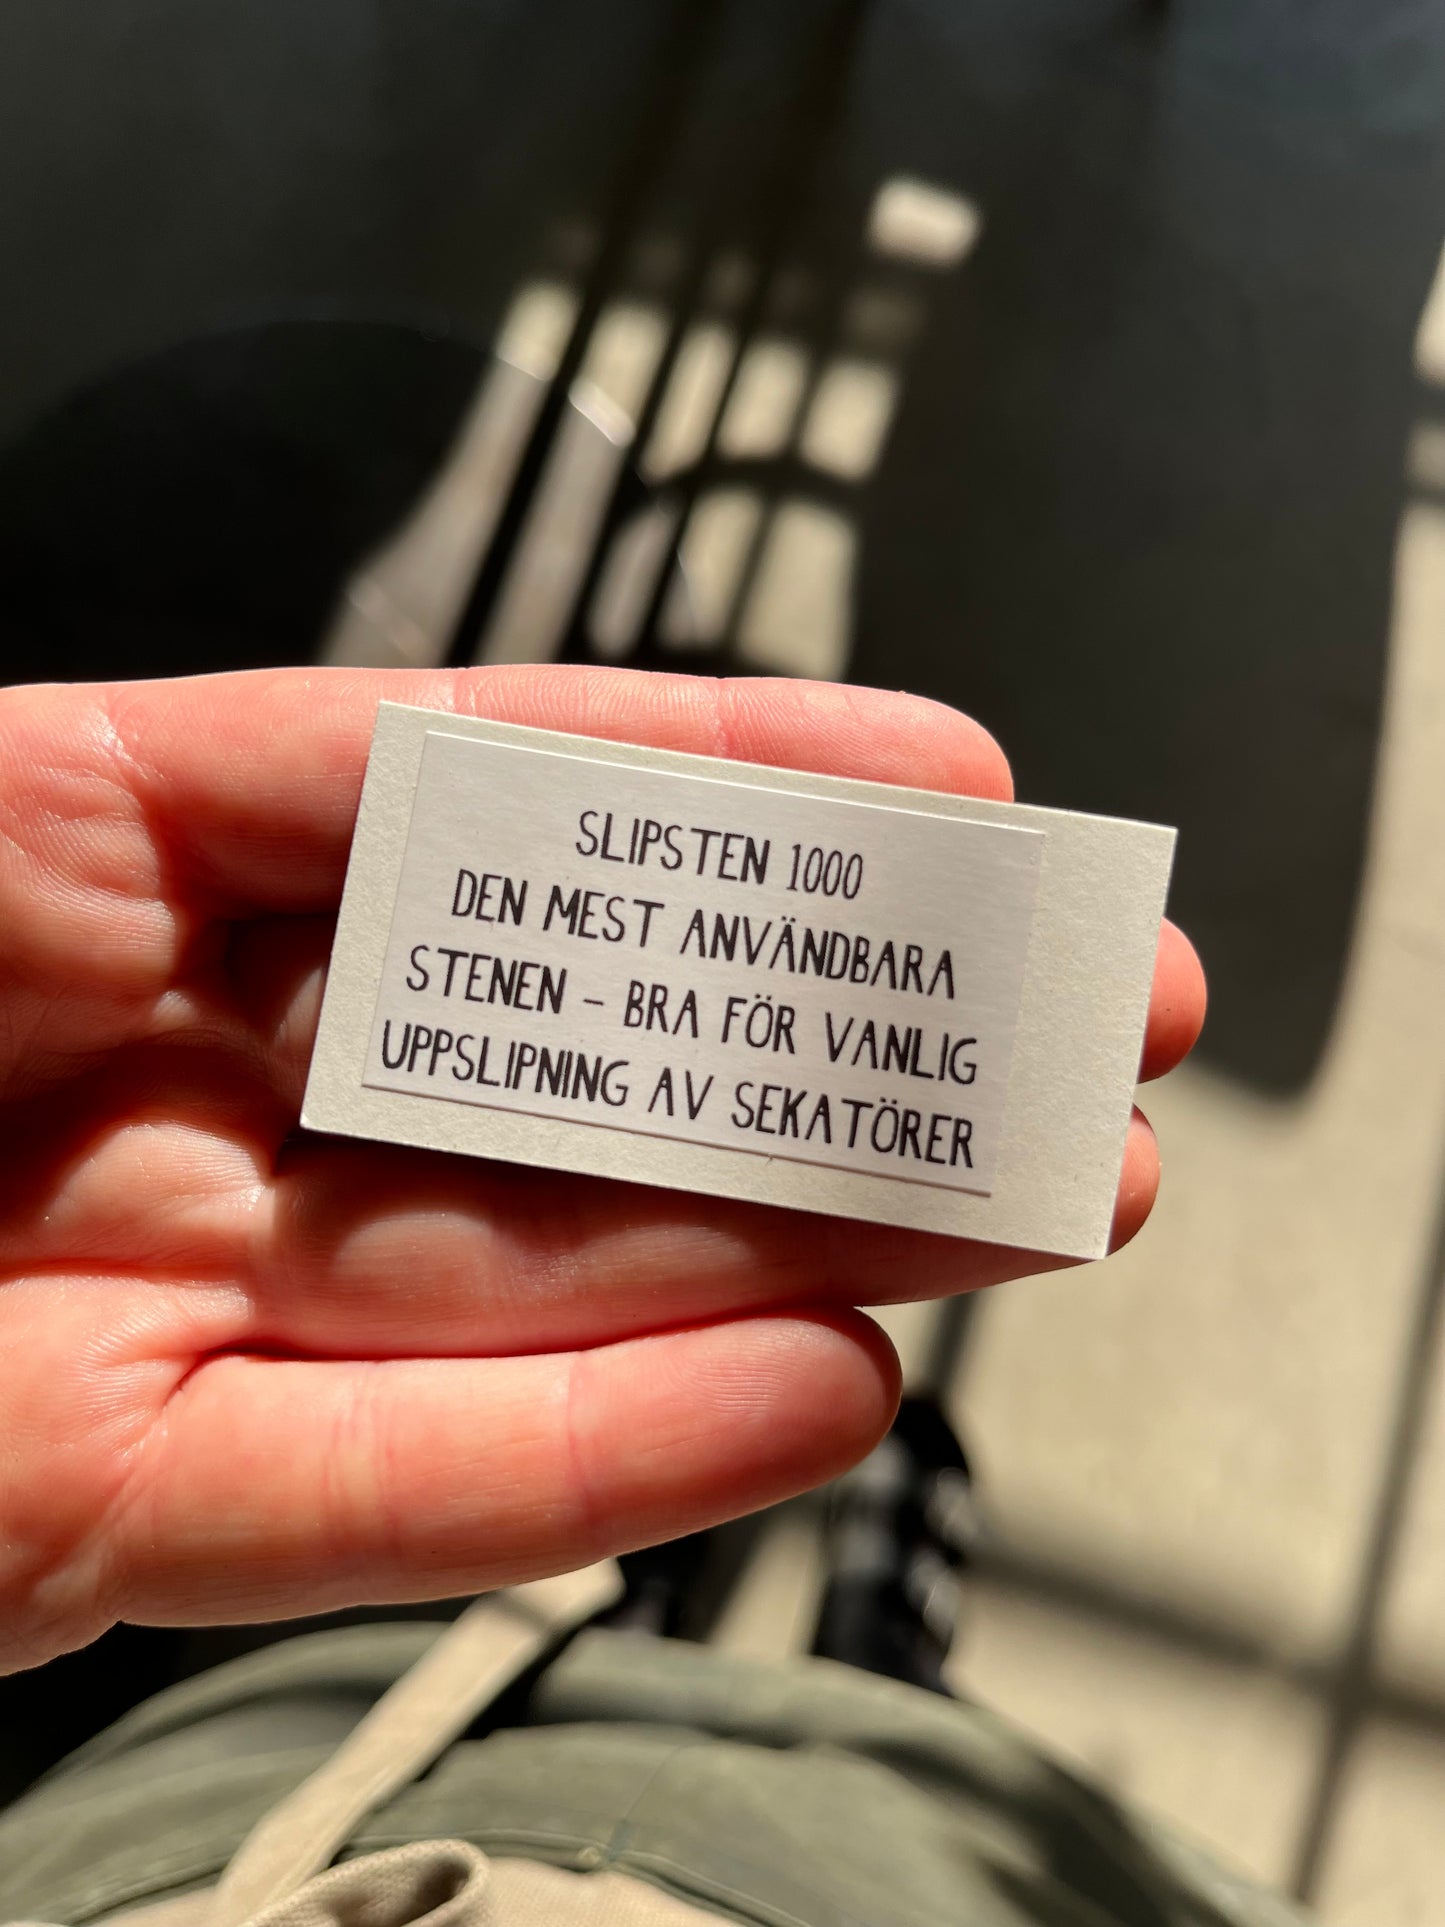 SLIPSTEN 1000
DEN MEST ANVÄNDBARA
STENEN – BRA FÖR VANLIG
UPPSLIPNING AV SEKATÖRER